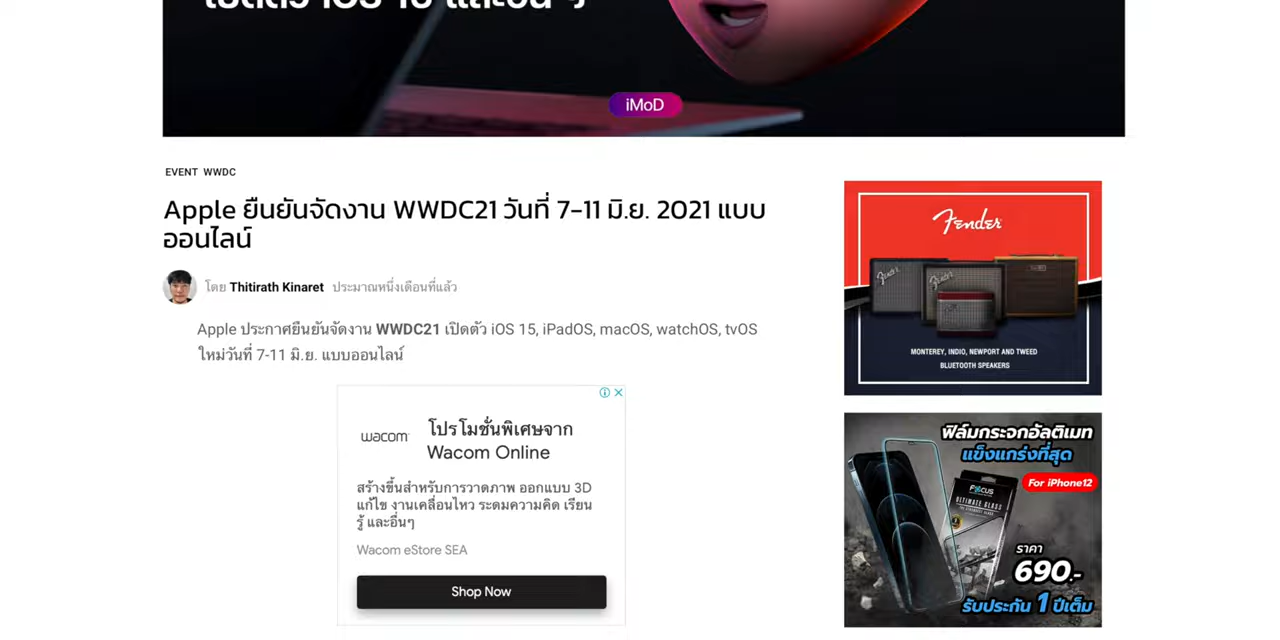 iMoD
EVENT WWDC
Apple ยืนยันจัดงาน WWDC21 วันที่ 7-11 มิ.ย. 2021 แบบ
ออนไลน์
โดย Thitirath Kinaret ประมาณหนึ่งเดือนที่แล้ว
Apple ประกาศยืนยันจัดงาน WWDC21 เปิดตัว iOS 15, iPadOS, macOS, watchOS, tvOS
ใหม่วันที่ 7-11 มิ.ย. แบบออนไลน์
wacom
โปรโมชั่นพิเศษจาก
Wacom Online
สร้างขึ้นสำหรับการวาดภาพ ออกแบบ 3D
แก้ไข งานเคลื่อนไหว ระดมความคิด เรียน
รู้ และอื่นๆ
Wacom eStore SEA
Shop Now
Fender
Fender
Fender
MONTEREY, INDIO, NEWPORT AND TWEED
BLUETOOTH SPEAKERS
ฟิล์มกระจกอัลติเมท
แข็งแกร่งที่สุด
For iPhone12
FOCUS
ULTIMATE GLASS
ราคา
690.-
รับประกัน 1 ปีเต็ม